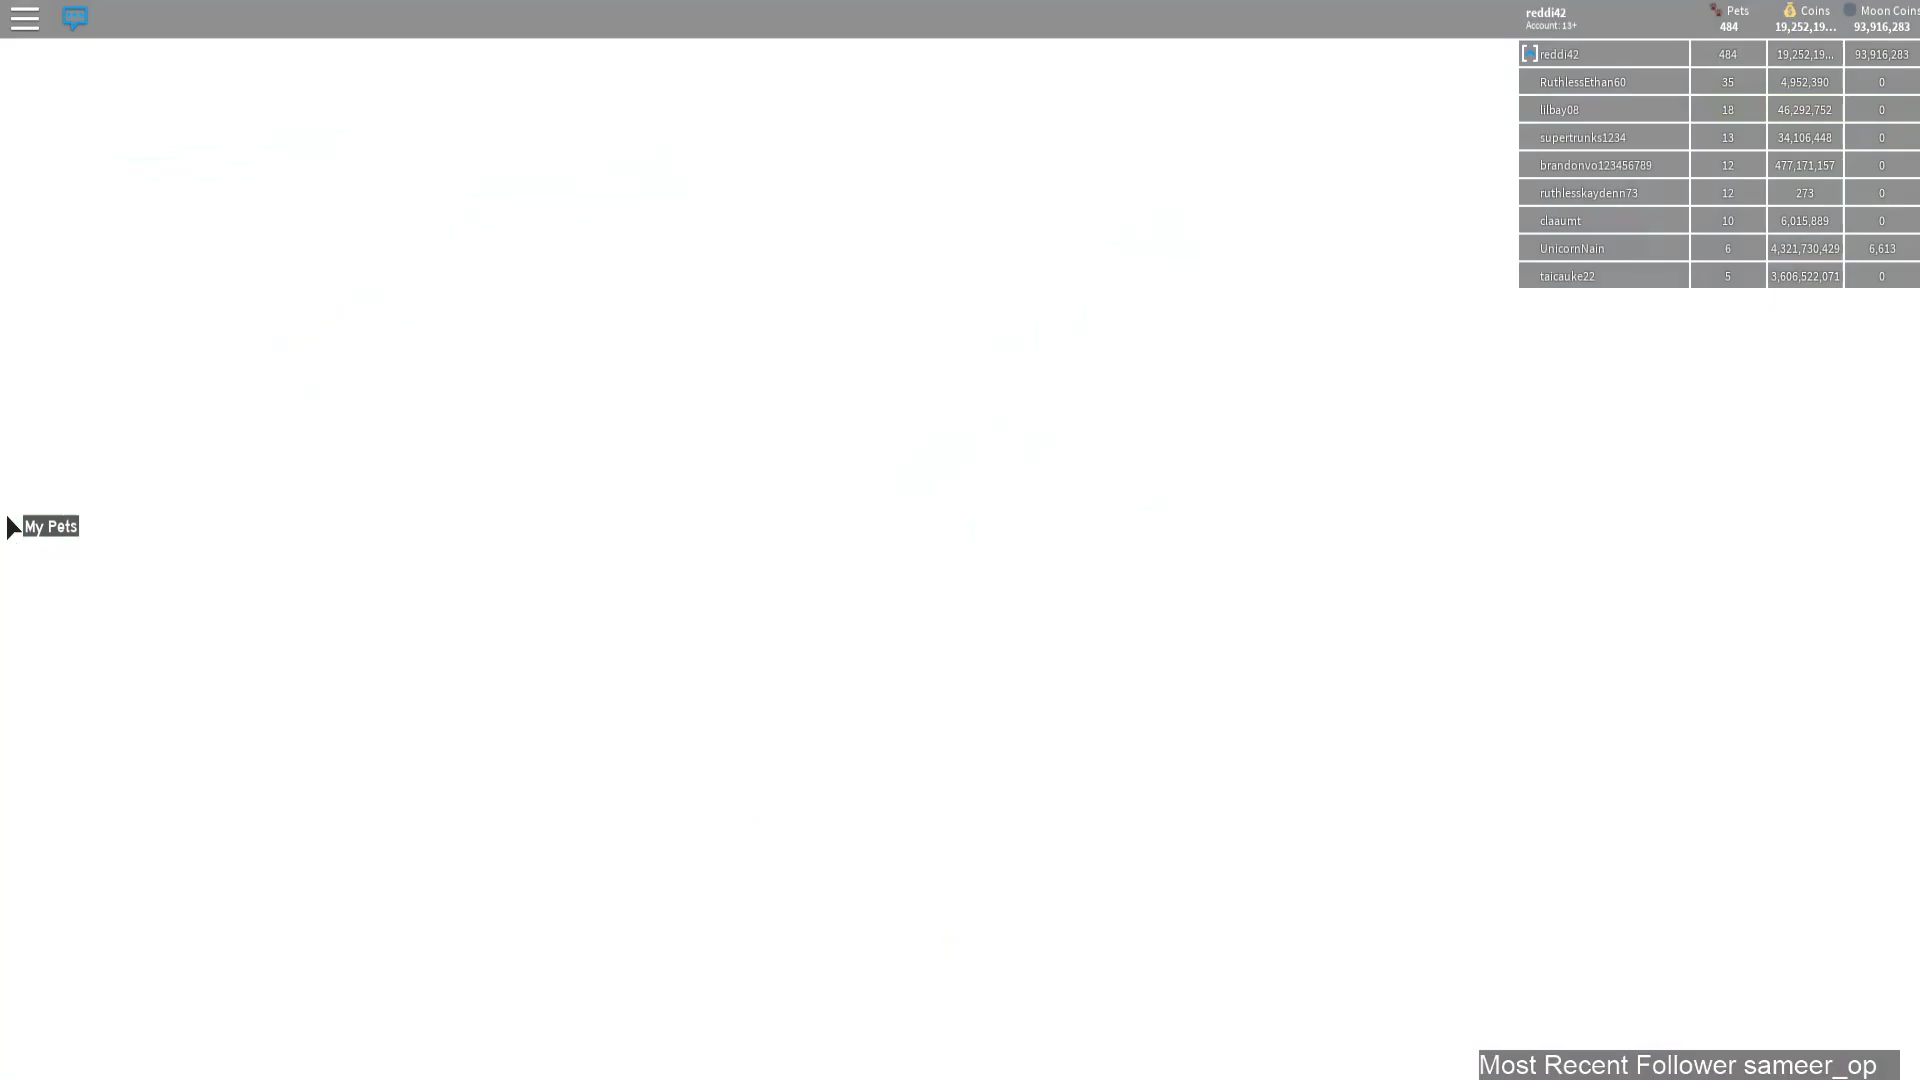 reddi42 Pets Coins Moon Coins
Account: 13+ 484 19,252,19... 93,916,283
reddi42 484 19,252,19... 93,916,283
RuthlessEthan60 35 4,952,390 0
lilbay08 18 46,292,752 0
supertrunks1234 13 34,106,448 0
brandonvo123456789 12 477,171,157 0
ruthlesskaydenn73 12 273 0
claaumt 10 6,015,889 0
UnicornNain 6 4,321,730,429 6,613
taicauke22 5 3,606,522,071 0
My Pets
Most Recent Follower sameer_op